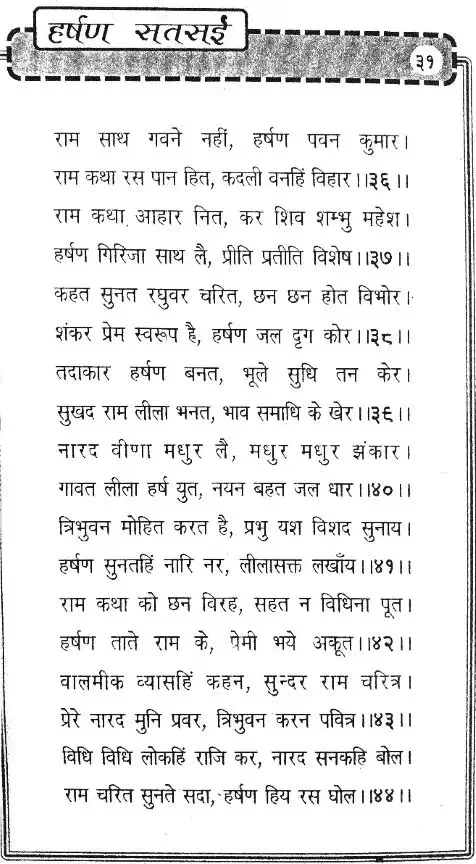 हर्षण सतसई
३१
राम साथ गवने नहीं, हर्षण पवन कुमार।
राम कथा रस पान हित, कदली वनहिं विहार।।३६।।
राम कथा आहार नित, कर शिव शम्भु महेश।
हर्षण गिरिजा साथ लै, प्रीति प्रतीति विशेष।।३७।।
कहत सुनत रघुवर चरित, छन छन होत विभोर।
शंकर प्रेम स्वरूप है, हर्षण जल दृग कोर।।३८।।
तदाकार हर्षण बनत, भूले सुधि तन केर।
सुखद राम लीला भनत, भाव समाधि के खेर।।३९।।
नारद वीणा मधुर लै, मधुर मधुर झंकार।
गावत लीला हर्ष युत, नयन बहत जल धार।।४०।।
त्रिभुवन मोहित करत है, प्रभु यश विशद सुनाय।
हर्षण सुनतहिं नारि नर, लीलासक्त लखाँय।।४१।।
राम कथा को छन विरह, सहत न विधिना पूत।
हर्षण ताते राम के, प्रेमी भये अकूत।।४२।।
वालमीक व्यासहिं कहन, सुन्दर राम चरित्र।
प्रेरे नारद मुनि प्रवर, त्रिभुवन करन पवित्र।।४३।।
विधि विधि लोकहिं राजि कर, नारद सनकहि बोल।
राम चरित सुनते सदा, हर्षण हिय रस घोल।।४४।।